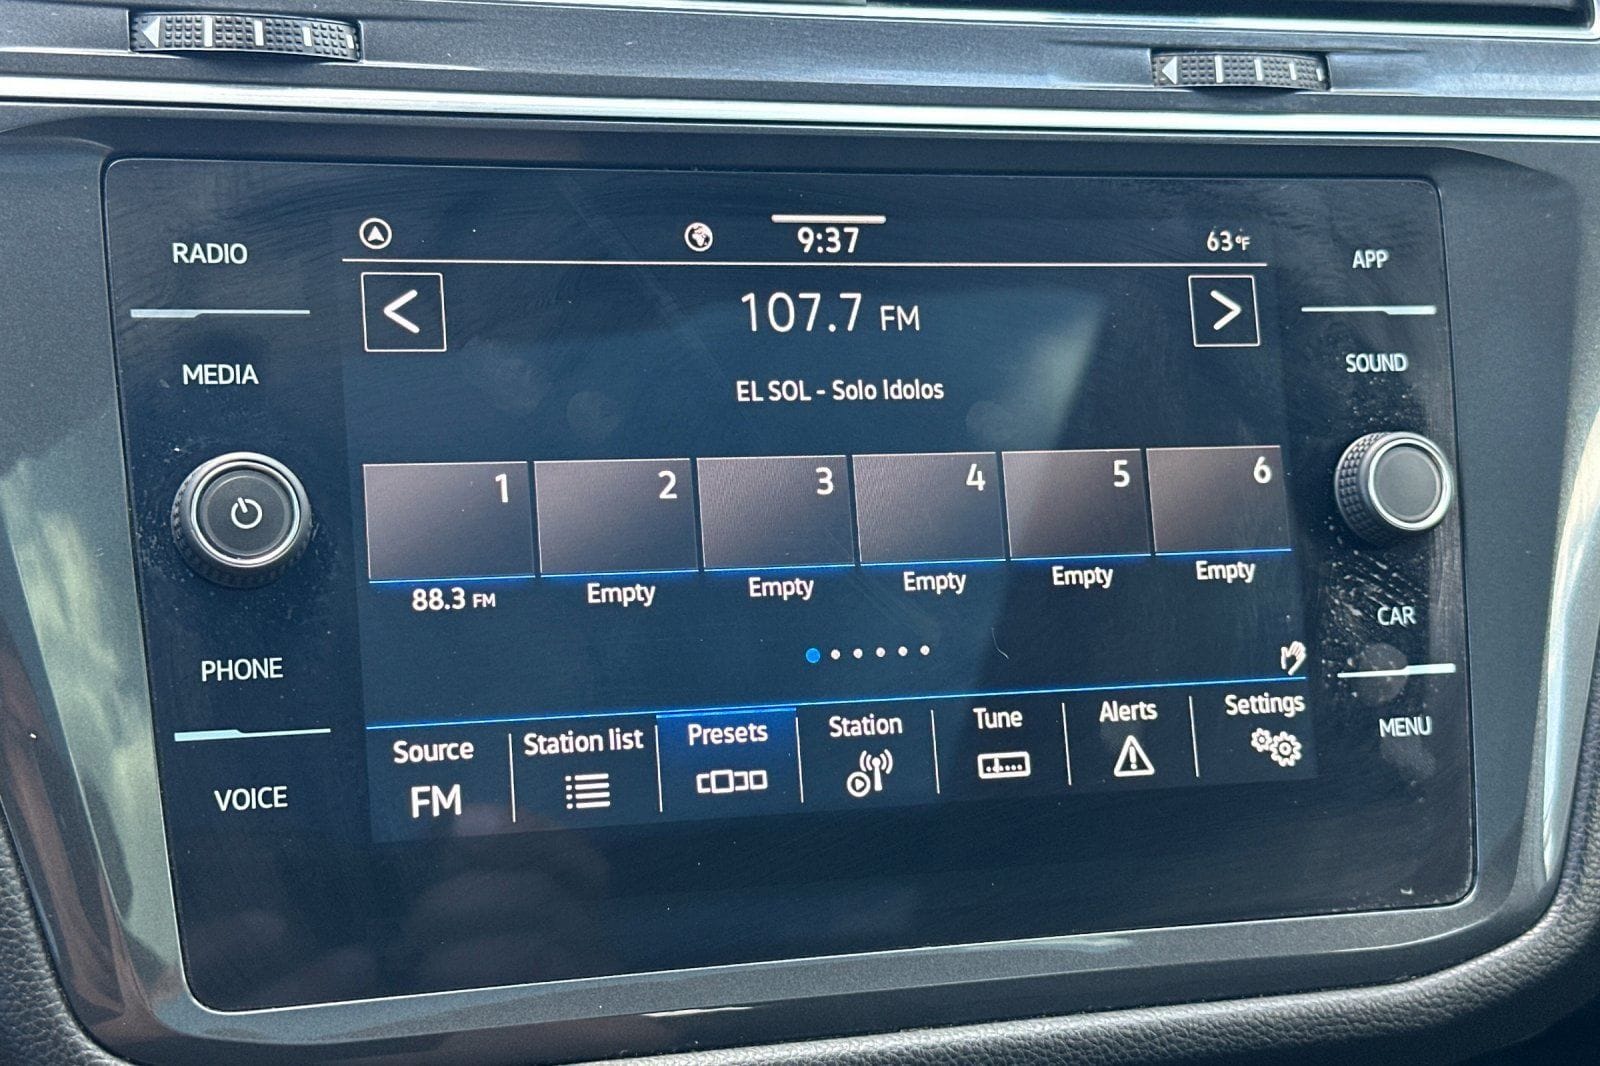 9:37
63°F
RADIO
APP
107.7 FM
MEDIA
SOUND
EL SOL - Solo Idolos
1
2
3
4
5
6
88.3 FM
Empty
Empty
Empty
Empty
Empty
PHONE
CAR
Source
Station list
Presets
Station
Tune
Alerts
Settings
FM
MENU
VOICE